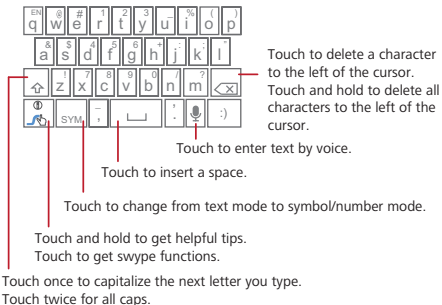 EN @ # 1 2 3 _ % ( )
q w e r t y u i o p
& $ 4 5 6 + : ; "
a s d f g h j k l
! 7 8 9 0 / ?
z x c v b n m
SYM - , ' . :)
Touch to delete a character
to the left of the cursor.
Touch and hold to delete all
characters to the left of the
cursor.
Touch to enter text by voice.
Touch to insert a space.
Touch to change from text mode to symbol/number mode.
Touch and hold to get helpful tips.
Touch to get swype functions.
Touch once to capitalize the next letter you type.
Touch twice for all caps.